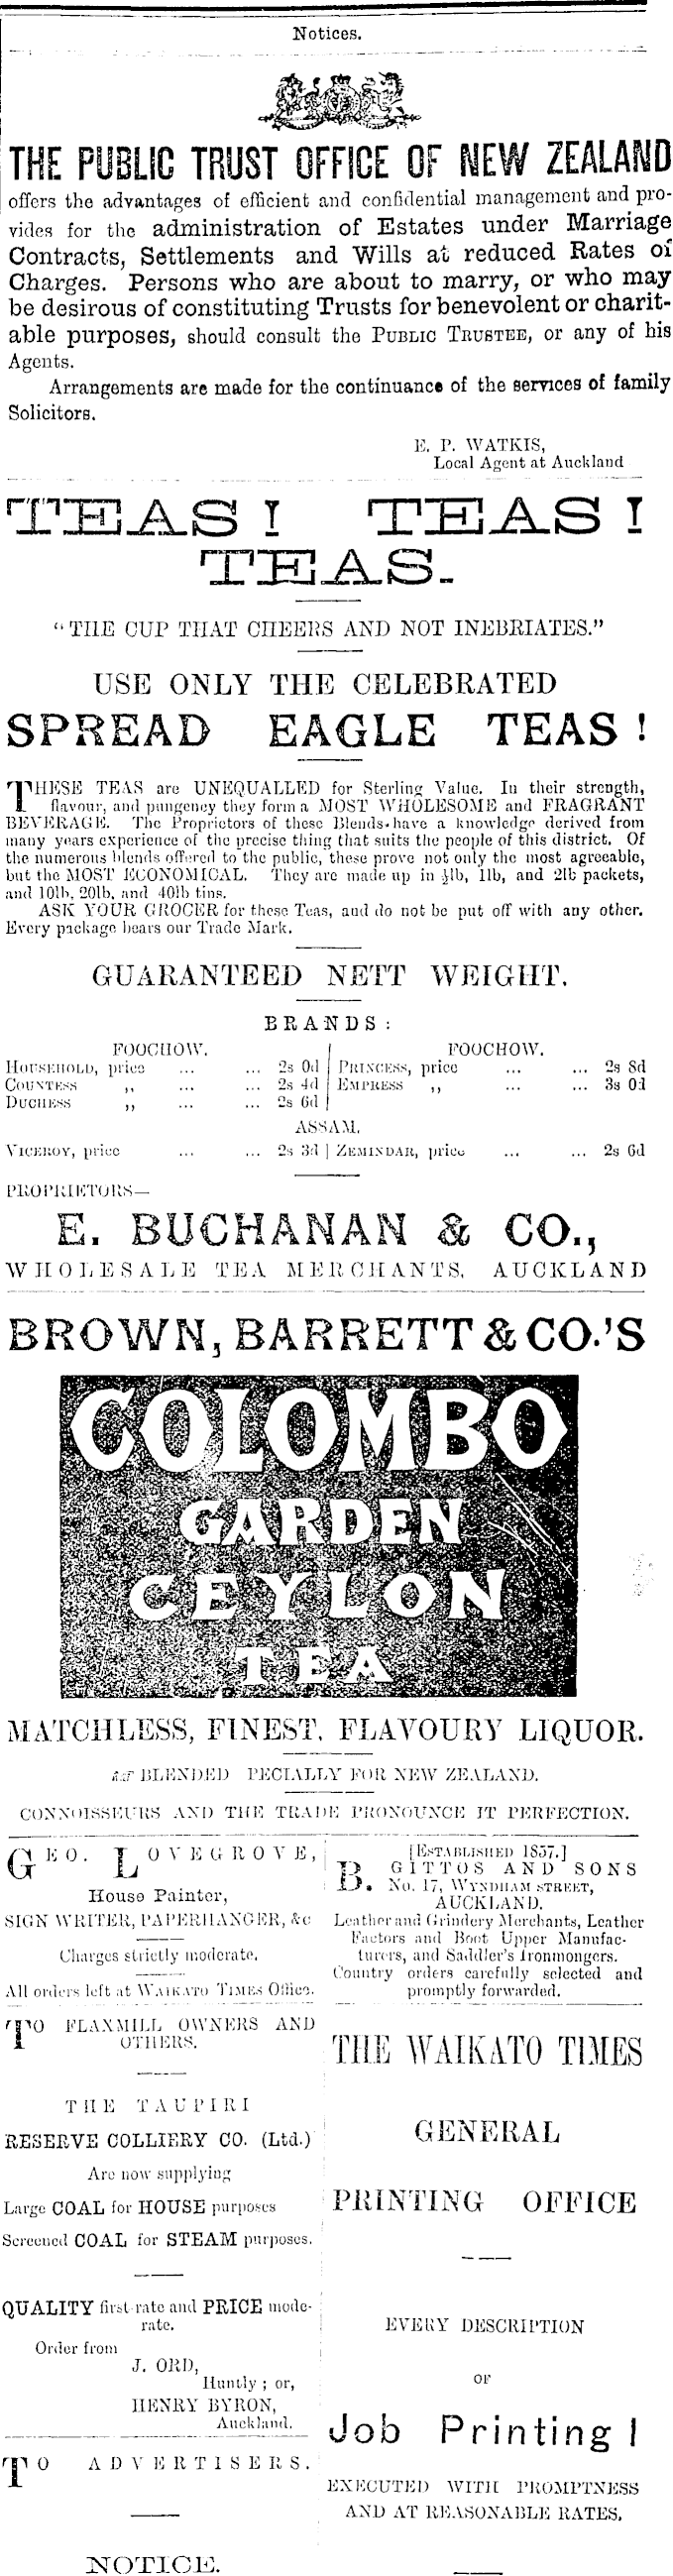 Notices.
THE PUBLIC TRUST OFFICE OF NEW ZEALAND
offers the advantages of efficient and confidential management and pro-
vides for the administration of Estates under Marriage
Contracts, Settlements and Wills at reduced Rates of
Charges. Persons who are about to marry, or who may
be desirous of constituting Trusts for benevolent or charit-
able purposes, should consult the PUBLIC TRUSTEE, or any of his
Agents.
Arrangements are made for the continuance of the services of family
Solicitors.
E. P. WATKIS,
Local Agent at Auckland
TEAS! TEAS!
TEAS.
"THE CUP THAT CHEERS AND NOT INEBRIATES."
USE ONLY THE CELEBRATED
SPREAD EAGLE TEAS!
THESE TEAS are UNEQUALLED for Sterling Value. In their strength,
flavour, and pungency they form a MOST WHOLESOME and FRAGRANT
BEVERAGE. The Proprietors of these Blends have a knowledge derived from
many years experience of the precise thing that suits the people of this district. Of
the numerous blends offered to the public, these prove not only the most agreeable,
but the MOST ECONOMICAL. They are made up in ½lb, 1lb, and 2lb packets,
and 10lb, 20lb, and 40lb tins.
ASK YOUR GROCER for these Teas, and do not be put off with any other.
Every package bears our Trade Mark.
GUARANTEED NETT WEIGHT.
BRANDS:
FOOCHOW.
HOUSEHOLD, price ... ... 2s 0d
COUNTESS ,, ... ... 2s 4d
DUCHESS ,, ... ... 2s 6d
FOOCHOW.
PRINCESS, price ... ... 2s 8d
EMPRESS ,, ... ... 3s 0d
ASSAM.
VICEROY, price ... ... 2s 3d | ZEMINDAR, price ... ... 2s 6d
PROPRIETORS—
E. BUCHANAN & CO.,
WHOLESALE TEA MERCHANTS, AUCKLAND
BROWN, BARRETT & CO.'S
COLOMBO
GARDEN
CEYLON
TEA
MATCHLESS, FINEST, FLAVOURY LIQUOR.
BLENDED PECIALLY FOR NEW ZEALAND.
CONNOISSEURS AND THE TRADE PRONOUNCE IT PERFECTION.
GEO. LOVEGROVE,
House Painter,
SIGN WRITER, PAPERHANGER, &c
Charges strictly moderate.
All orders left at WAIKATO TIMES Office.
TO FLAXMILL OWNERS AND
OTHERS.
THE TAUPIRI
RESERVE COLLIERY CO. (Ltd.)
Are now supplying
Large COAL for HOUSE purposes
Screened COAL for STEAM purposes.
QUALITY first-rate and PRICE mode-
rate.
Order from
J. ORD,
Huntly; or,
HENRY BYRON,
Auckland.
TO ADVERTISERS.
NOTICE.
[ESTABLISHED 1857.]
B. GITTOS AND SONS
No. 17, WYNDHAM STREET,
AUCKLAND.
Leather and Grindery Merchants, Leather
Factors and Boot Upper Manufac-
turers, and Saddler's Ironmongers.
Country orders carefully selected and
promptly forwarded.
THE WAIKATO TIMES
GENERAL
PRINTING OFFICE
EVERY DESCRIPTION
OF
Job Printing!
EXECUTED WITH PROMPTNESS
AND AT REASONABLE RATES.